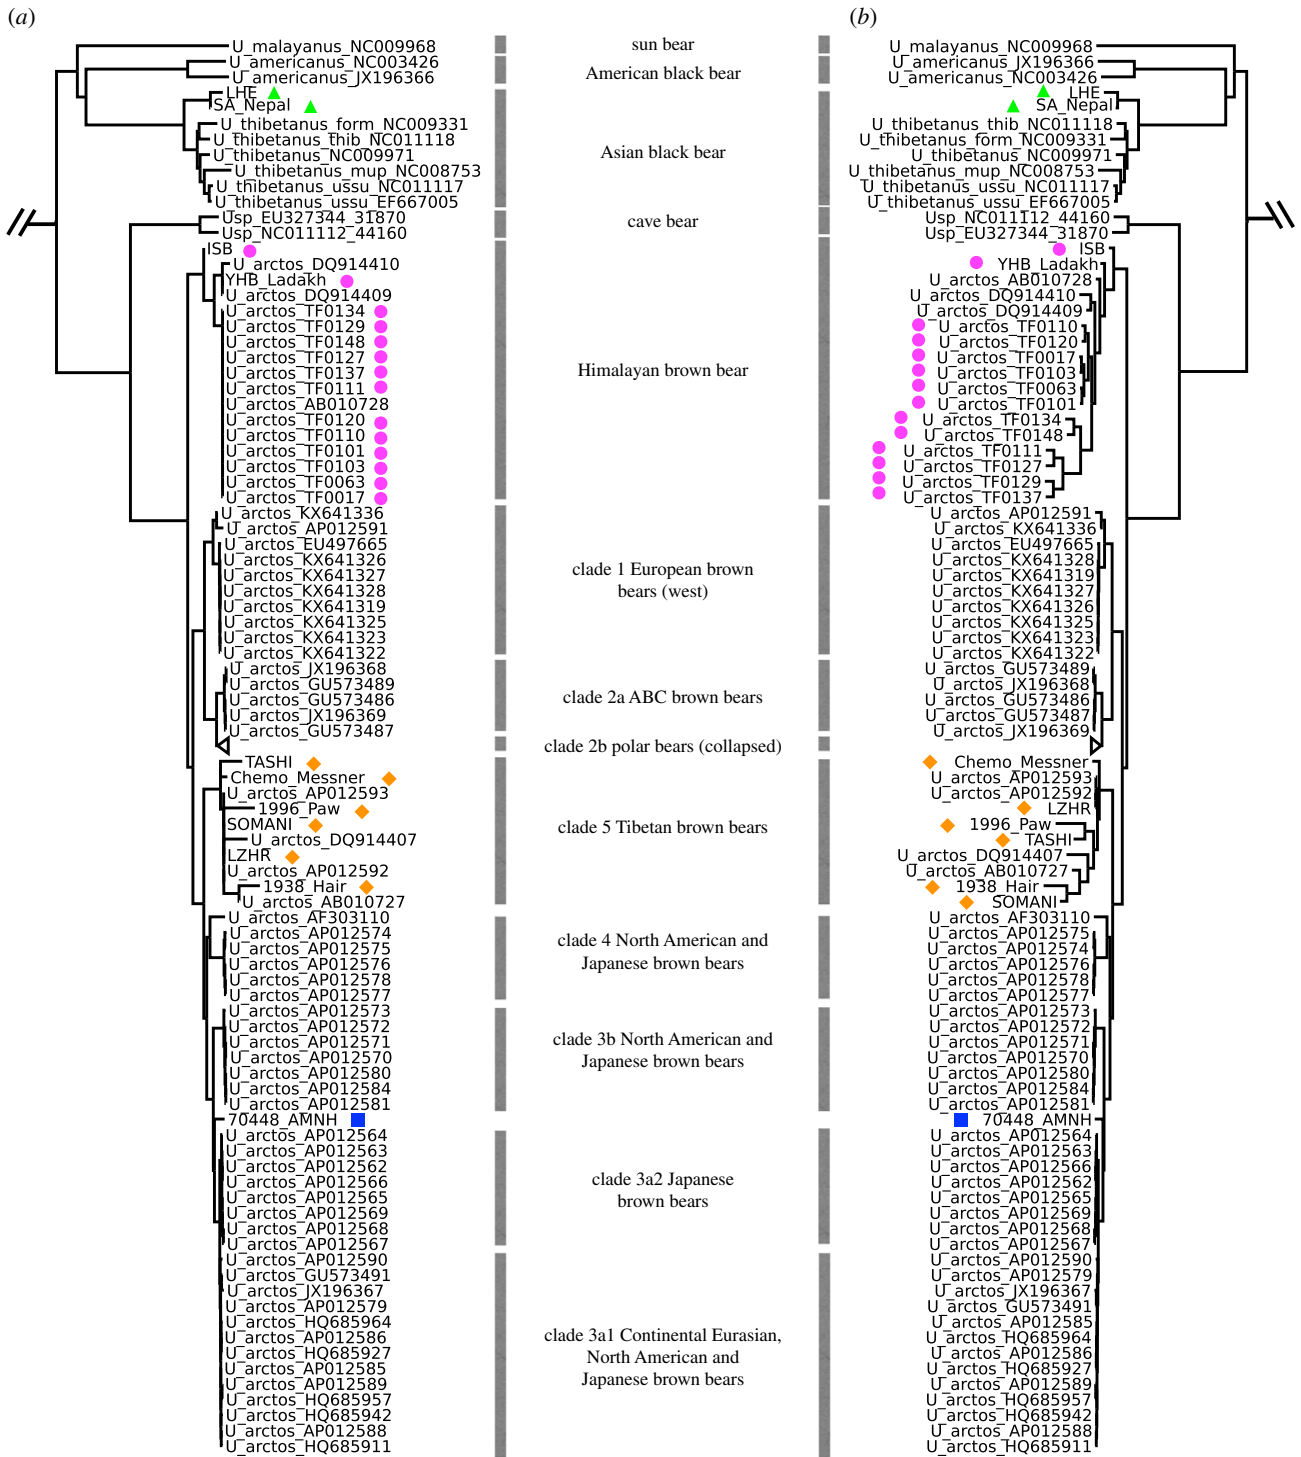 (a)
U_malayanus_NC009968
U_americanus_NC003426
U_americanus_JX196366
LHE
SA_Nepal
U_thibetanus_form_NC009331
U_thibetanus_thib_NC011118
U_thibetanus_NC009971
U_thibetanus_mup_NC008753
U_thibetanus_ussu_NC011117
U_thibetanus_ussu_EF667005
Usp_EU327344_31870
Usp_NC011112_44160
ISB
U_arctos_DQ914410
YHB_Ladakh
U_arctos_DQ914409
U_arctos_TF0134
U_arctos_TF0129
U_arctos_TF0148
U_arctos_TF0127
U_arctos_TF0137
U_arctos_TF0111
U_arctos_AB010728
U_arctos_TF0120
U_arctos_TF0110
U_arctos_TF0101
U_arctos_TF0103
U_arctos_TF0063
U_arctos_TF0017
U_arctos_KX641336
U_arctos_AP012591
U_arctos_EU497665
U_arctos_KX641326
U_arctos_KX641327
U_arctos_KX641328
U_arctos_KX641319
U_arctos_KX641325
U_arctos_KX641323
U_arctos_KX641322
U_arctos_JX196368
U_arctos_GU573489
U_arctos_GU573486
U_arctos_JX196369
U_arctos_GU573487
TASHI
Chemo_Messner
U_arctos_AP012593
1996_Paw
SOMANI
U_arctos_DQ914407
LZHR
U_arctos_AP012592
1938_Hair
U_arctos_AB010727
U_arctos_AF303110
U_arctos_AP012574
U_arctos_AP012575
U_arctos_AP012576
U_arctos_AP012578
U_arctos_AP012577
U_arctos_AP012573
U_arctos_AP012572
U_arctos_AP012571
U_arctos_AP012570
U_arctos_AP012580
U_arctos_AP012584
U_arctos_AP012581
70448_AMNH
U_arctos_AP012564
U_arctos_AP012563
U_arctos_AP012562
U_arctos_AP012566
U_arctos_AP012565
U_arctos_AP012569
U_arctos_AP012568
U_arctos_AP012567
U_arctos_AP012590
U_arctos_GU573491
U_arctos_JX196367
U_arctos_AP012579
U_arctos_HQ685964
U_arctos_AP012586
U_arctos_HQ685927
U_arctos_AP012585
U_arctos_AP012589
U_arctos_HQ685957
U_arctos_HQ685942
U_arctos_AP012588
U_arctos_HQ685911
sun bear
American black bear
Asian black bear
cave bear
Himalayan brown bear
clade 1 European brown
bears (west)
clade 2a ABC brown bears
clade 2b polar bears (collapsed)
clade 5 Tibetan brown bears
clade 4 North American and
Japanese brown bears
clade 3b North American and
Japanese brown bears
clade 3a2 Japanese
brown bears
clade 3a1 Continental Eurasian,
North American and
Japanese brown bears
(b)
U_malayanus_NC009968
U_americanus_JX196366
U_americanus_NC003426
LHE
SA_Nepal
U_thibetanus_thib_NC011118
U_thibetanus_form_NC009331
U_thibetanus_NC009971
U_thibetanus_mup_NC008753
U_thibetanus_ussu_NC011117
U_thibetanus_ussu_EF667005
Usp_NC011112_44160
Usp_EU327344_31870
ISB
YHB_Ladakh
U_arctos_AB010728
U_arctos_DQ914410
U_arctos_DQ914409
U_arctos_TF0110
U_arctos_TF0120
U_arctos_TF0017
U_arctos_TF0103
U_arctos_TF0063
U_arctos_TF0101
U_arctos_TF0134
U_arctos_TF0148
U_arctos_TF0111
U_arctos_TF0127
U_arctos_TF0129
U_arctos_TF0137
U_arctos_AP012591
U_arctos_KX641336
U_arctos_EU497665
U_arctos_KX641328
U_arctos_KX641319
U_arctos_KX641327
U_arctos_KX641326
U_arctos_KX641325
U_arctos_KX641323
U_arctos_KX641322
U_arctos_GU573489
U_arctos_JX196368
U_arctos_GU573486
U_arctos_GU573487
U_arctos_JX196369
Chemo_Messner
U_arctos_AP012593
U_arctos_AP012592
LZHR
1996_Paw
TASHI
U_arctos_DQ914407
U_arctos_AB010727
1938_Hair
SOMANI
U_arctos_AF303110
U_arctos_AP012575
U_arctos_AP012574
U_arctos_AP012576
U_arctos_AP012578
U_arctos_AP012577
U_arctos_AP012573
U_arctos_AP012572
U_arctos_AP012571
U_arctos_AP012570
U_arctos_AP012580
U_arctos_AP012584
U_arctos_AP012581
70448_AMNH
U_arctos_AP012564
U_arctos_AP012563
U_arctos_AP012566
U_arctos_AP012562
U_arctos_AP012565
U_arctos_AP012569
U_arctos_AP012568
U_arctos_AP012567
U_arctos_AP012590
U_arctos_AP012579
U_arctos_JX196367
U_arctos_GU573491
U_arctos_AP012585
U_arctos_HQ685964
U_arctos_AP012586
U_arctos_HQ685927
U_arctos_AP012589
U_arctos_HQ685957
U_arctos_HQ685942
U_arctos_AP012588
U_arctos_HQ685911